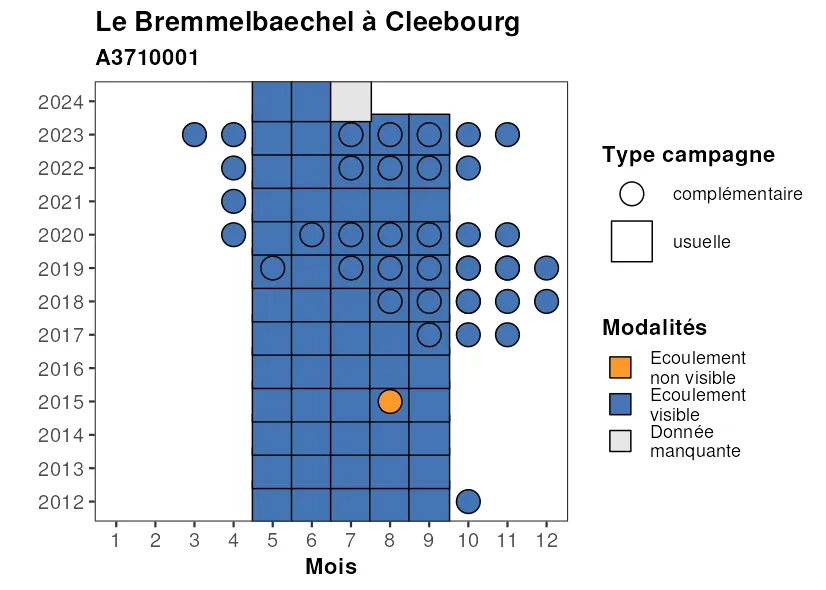 Le Bremmelbaechel à Cleebourg
A3710001
2024
2023
2022
2021
2020
2019
2018
2017
2016
2015
2014
2013
2012
1 2 3 4 5 6 7 8 9 10 11 12
Mois
Type campagne
complémentaire
usuelle
Modalités
Ecoulement
non visible
Ecoulement
visible
Donnée
manquante